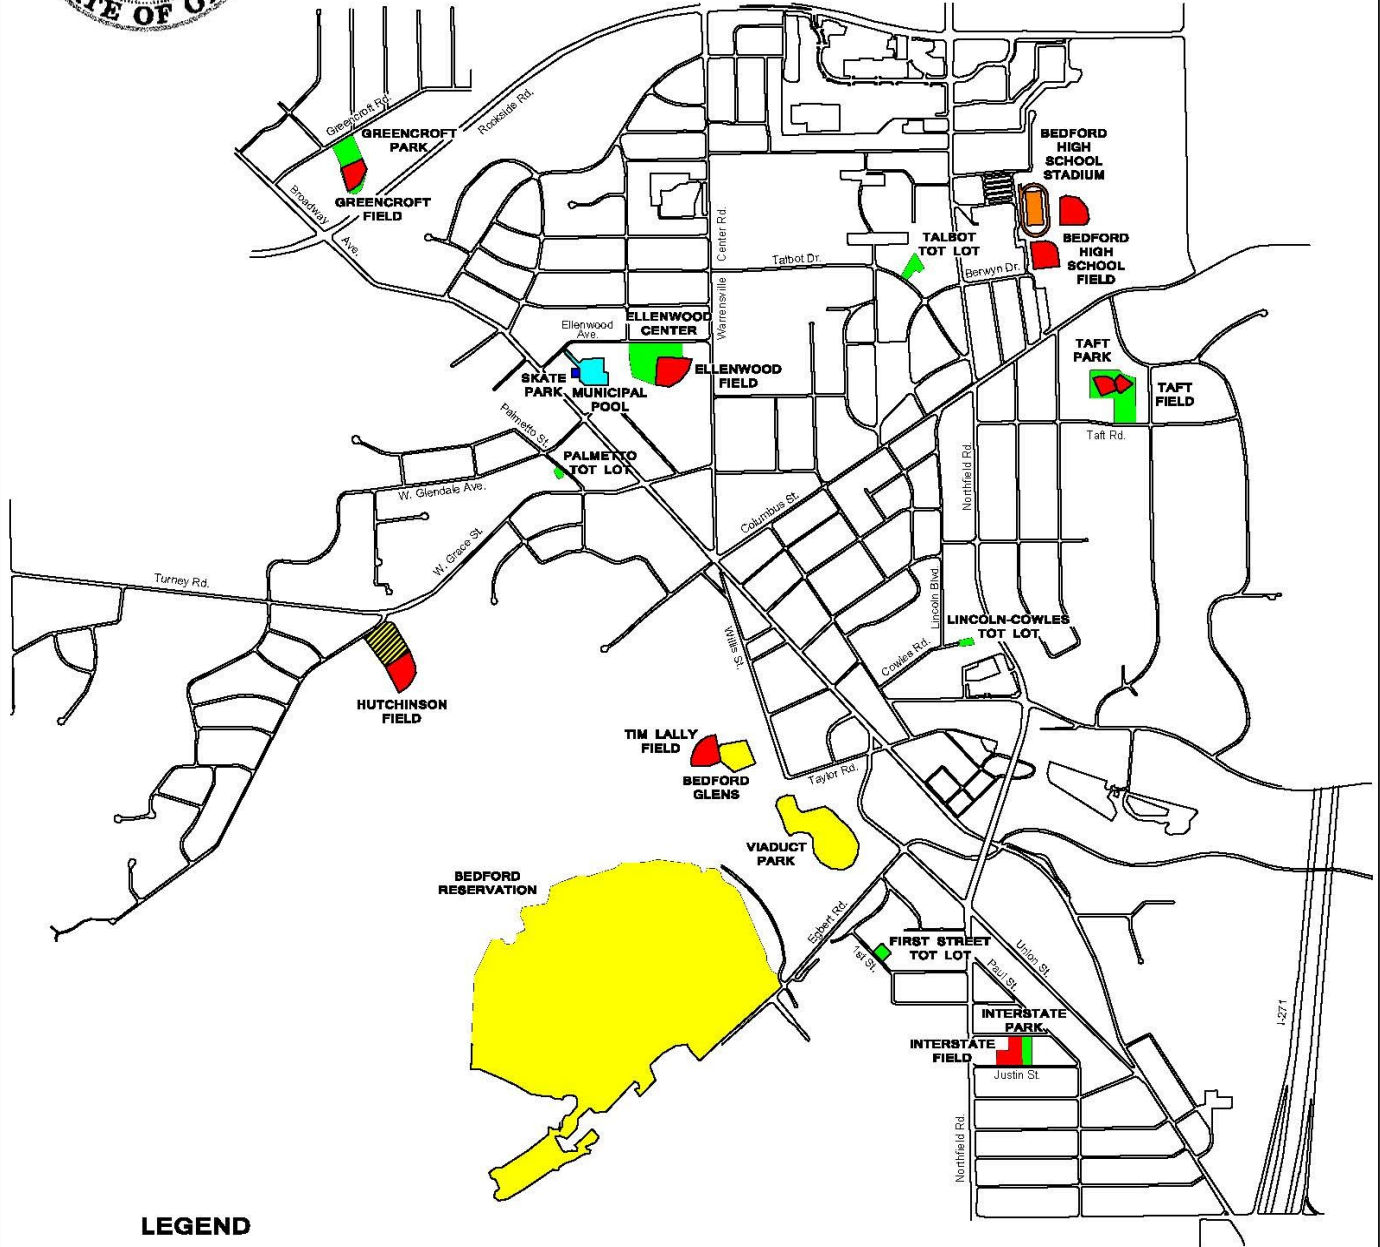 TE OF O
Greencroft Rd.
Rookside Rd.
GREENCROFT
PARK
GREENCROFT
FIELD
Broadway
Ave.
BEDFORD
HIGH
SCHOOL
STADIUM
Center Rd.
Warrensville
TALBOT
TOT LOT
Talbot Dr.
Berwyn Dr.
BEDFORD
HIGH
SCHOOL
FIELD
Ellenwood
Ave.
ELLENWOOD
CENTER
ELLENWOOD
FIELD
SKATE
PARK
MUNICIPAL
POOL
TAFT
PARK
TAFT
FIELD
Taft Rd.
Palmetto St.
PALMETTO
TOT LOT
W. Glendale Ave.
Northfield Rd.
Columbus St.
W. Grace St.
Turney Rd.
Lincoln Blvd.
LINCOLN-COWLES
TOT LOT
Willis St.
Cowles Rd.
HUTCHINSON
FIELD
TIM LALLY
FIELD
BEDFORD
GLENS
Taylor Rd.
VIADUCT
PARK
BEDFORD
RESERVATION
Egbert Rd.
1st St.
FIRST STREET
TOT LOT
Union St.
Paul St.
INTERSTATE
PARK
INTERSTATE
FIELD
Justin St.
I-271
Northfield Rd.
LEGEND